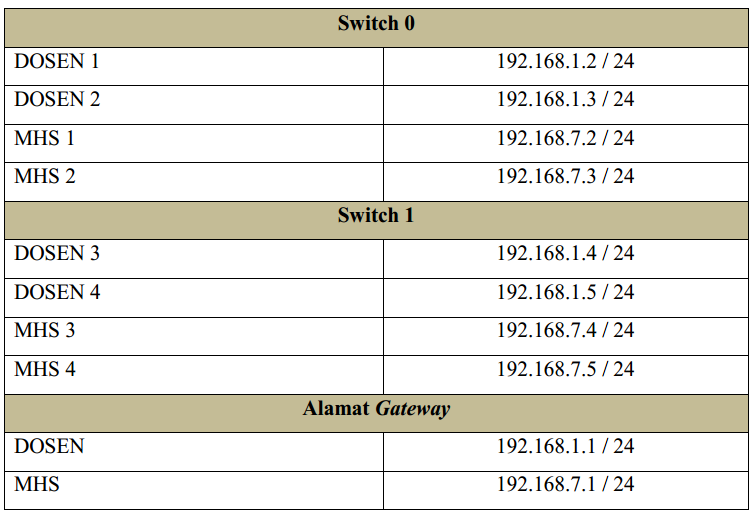 Switch 0
DOSEN 1 192.168.1.2 / 24
DOSEN 2 192.168.1.3 / 24
MHS 1 192.168.7.2 / 24
MHS 2 192.168.7.3 / 24
Switch 1
DOSEN 3 192.168.1.4 / 24
DOSEN 4 192.168.1.5 / 24
MHS 3 192.168.7.4 / 24
MHS 4 192.168.7.5 / 24
Alamat Gateway
DOSEN 192.168.1.1 / 24
MHS 192.168.7.1 / 24